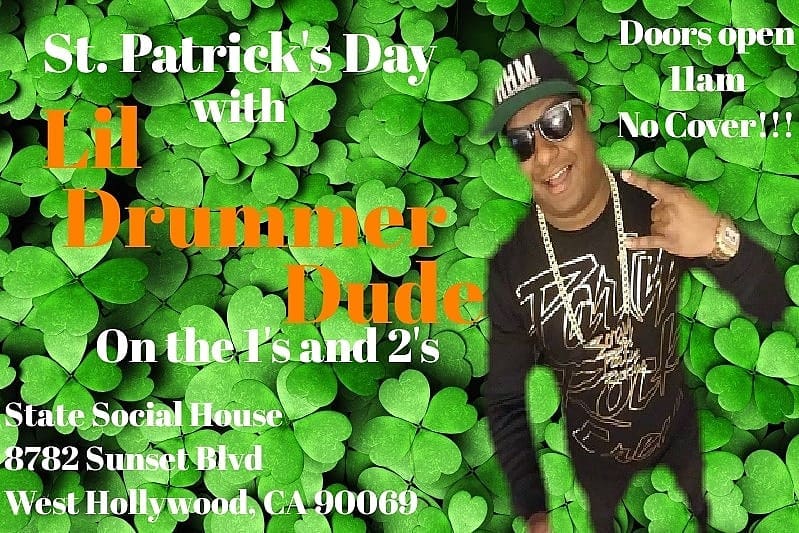 St. Patrick's Day
with
Lil
Drummer
Dude
On the 1's and 2's
State Social House
8782 Sunset Blvd
West Hollywood, CA 90069
Doors open
11am
No Cover!!!
HHM